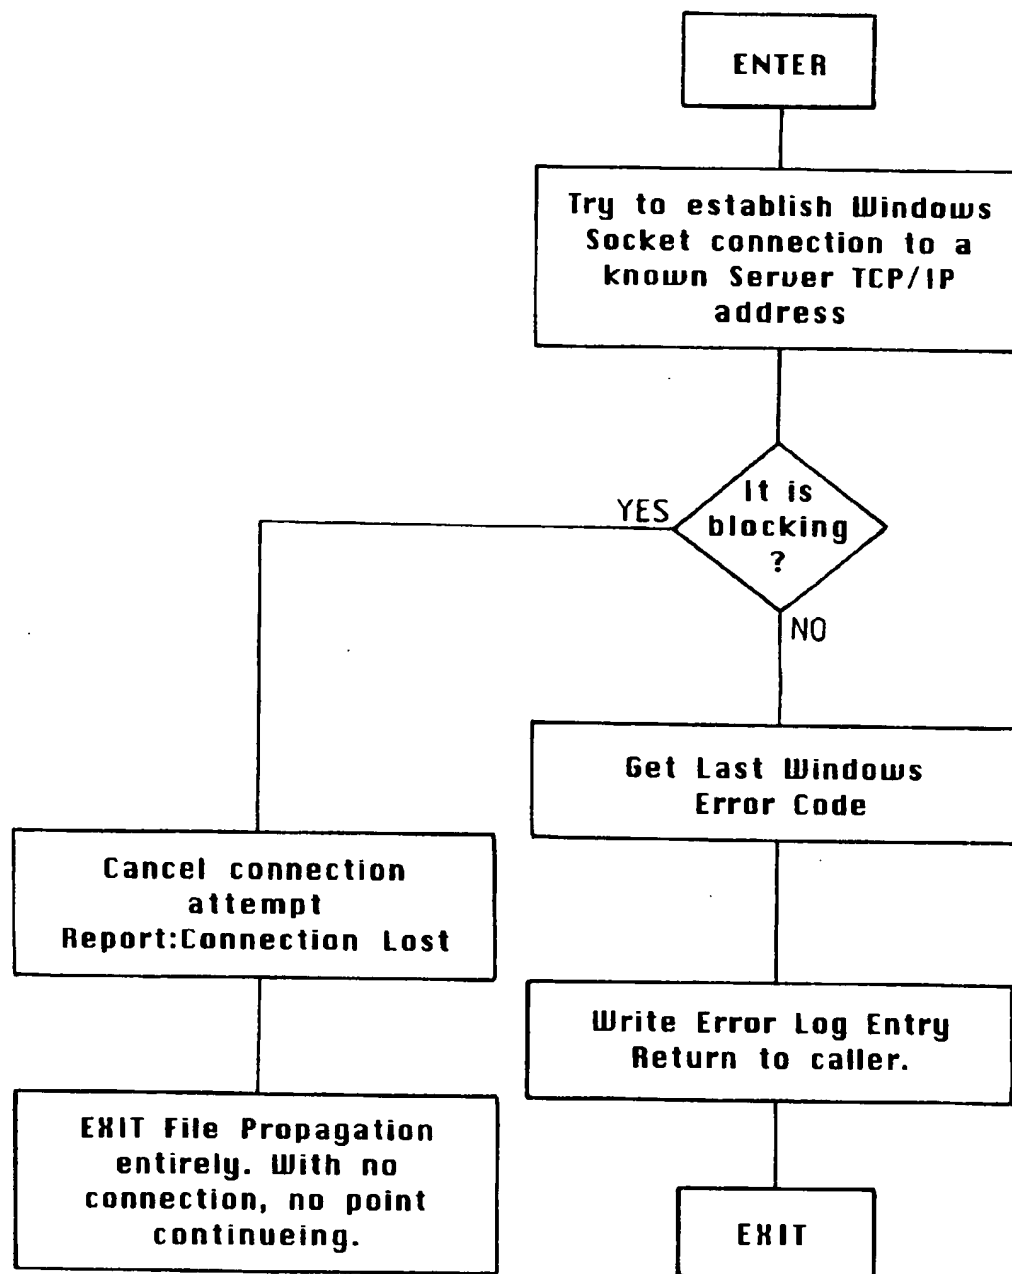 ENTER
Try to establish Windows
Socket connection to a
known Server TCP/IP
address
It is
blocking
?
YES
NO
Get Last Windows
Error Code
Cancel connection
attempt
Report:Connection Lost
Write Error Log Entry
Return to caller.
EXIT File Propagation
entirely. With no
connection, no point
continueing.
EXIT